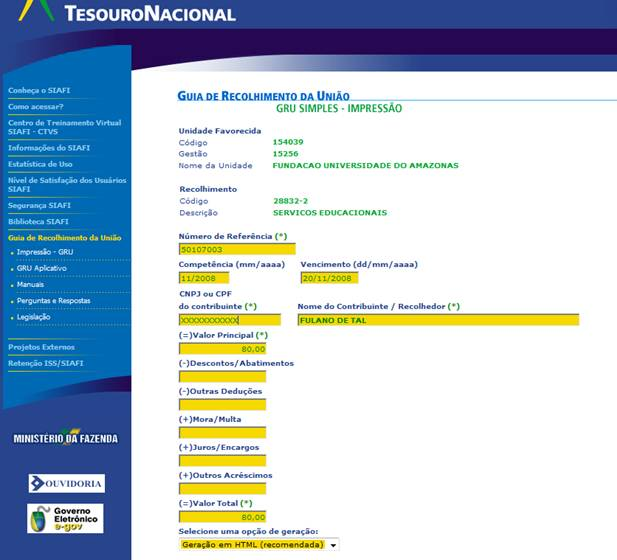 TESOURONACIONAL
Conheça o SIAFI
Como acessar?
Centro de Treinamento Virtual
SIAFI - CTVS
Informações do SIAFI
Estatística de Uso
Nível de Satisfação dos Usuários
SIAFI
Segurança SIAFI
Biblioteca SIAFI
Guia de Recolhimento da União
Impressão - GRU
GRU Aplicativo
Manuais
Perguntas e Respostas
Legislação
Projetos Externos
Retenção ISS/SIAFI
MINISTÉRIO DA FAZENDA
OUVIDORIA
Governo
Eletrônico
e-gov
GUIA DE RECOLHIMENTO DA UNIÃO
GRU SIMPLES - IMPRESSÃO
Unidade Favorecida
Código 154039
Gestão 15256
Nome da Unidade FUNDACAO UNIVERSIDADE DO AMAZONAS
Recolhimento
Código 28832-2
Descrição SERVICOS EDUCACIONAIS
Número de Referência (*)
50107003
Competência (mm/aaaa) Vencimento (dd/mm/aaaa)
11/2008 20/11/2008
CNPJ ou CPF
do contribuinte (*) Nome do Contribuinte / Recolhedor (*)
XXXXXXXXXXX FULANO DE TAL
(=)Valor Principal (*)
80,00
(-)Descontos/Abatimentos
(-)Outras Deduções
(+)Mora/Multa
(+)Juros/Encargos
(+)Outros Acréscimos
(=)Valor Total (*)
80,00
Selecione uma opção de geração:
Geração em HTML (recomendada)